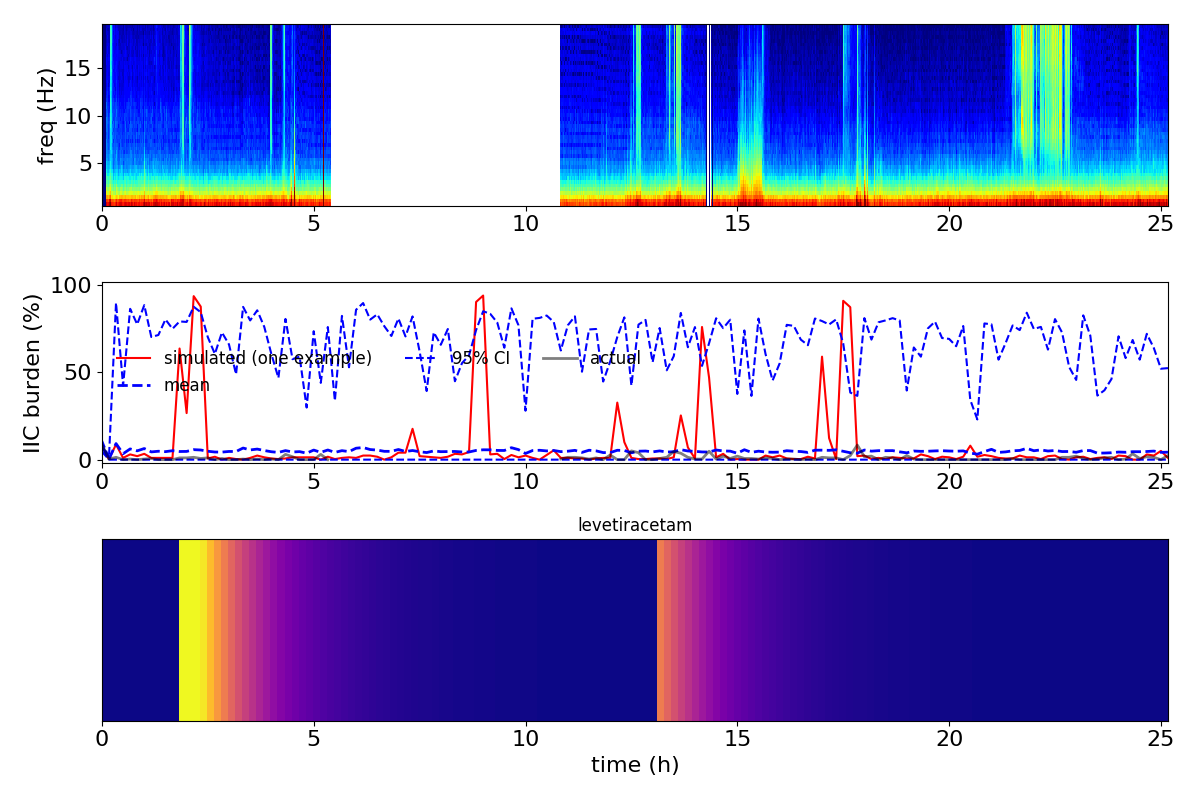 freq (Hz)
15
10
5
0 5 10 15 20 25
IIC burden (%)
100
50
0
simulated (one example) 95% CI actual
mean
0 5 10 15 20 25
levetiracetam
0 5 10 15 20 25
time (h)